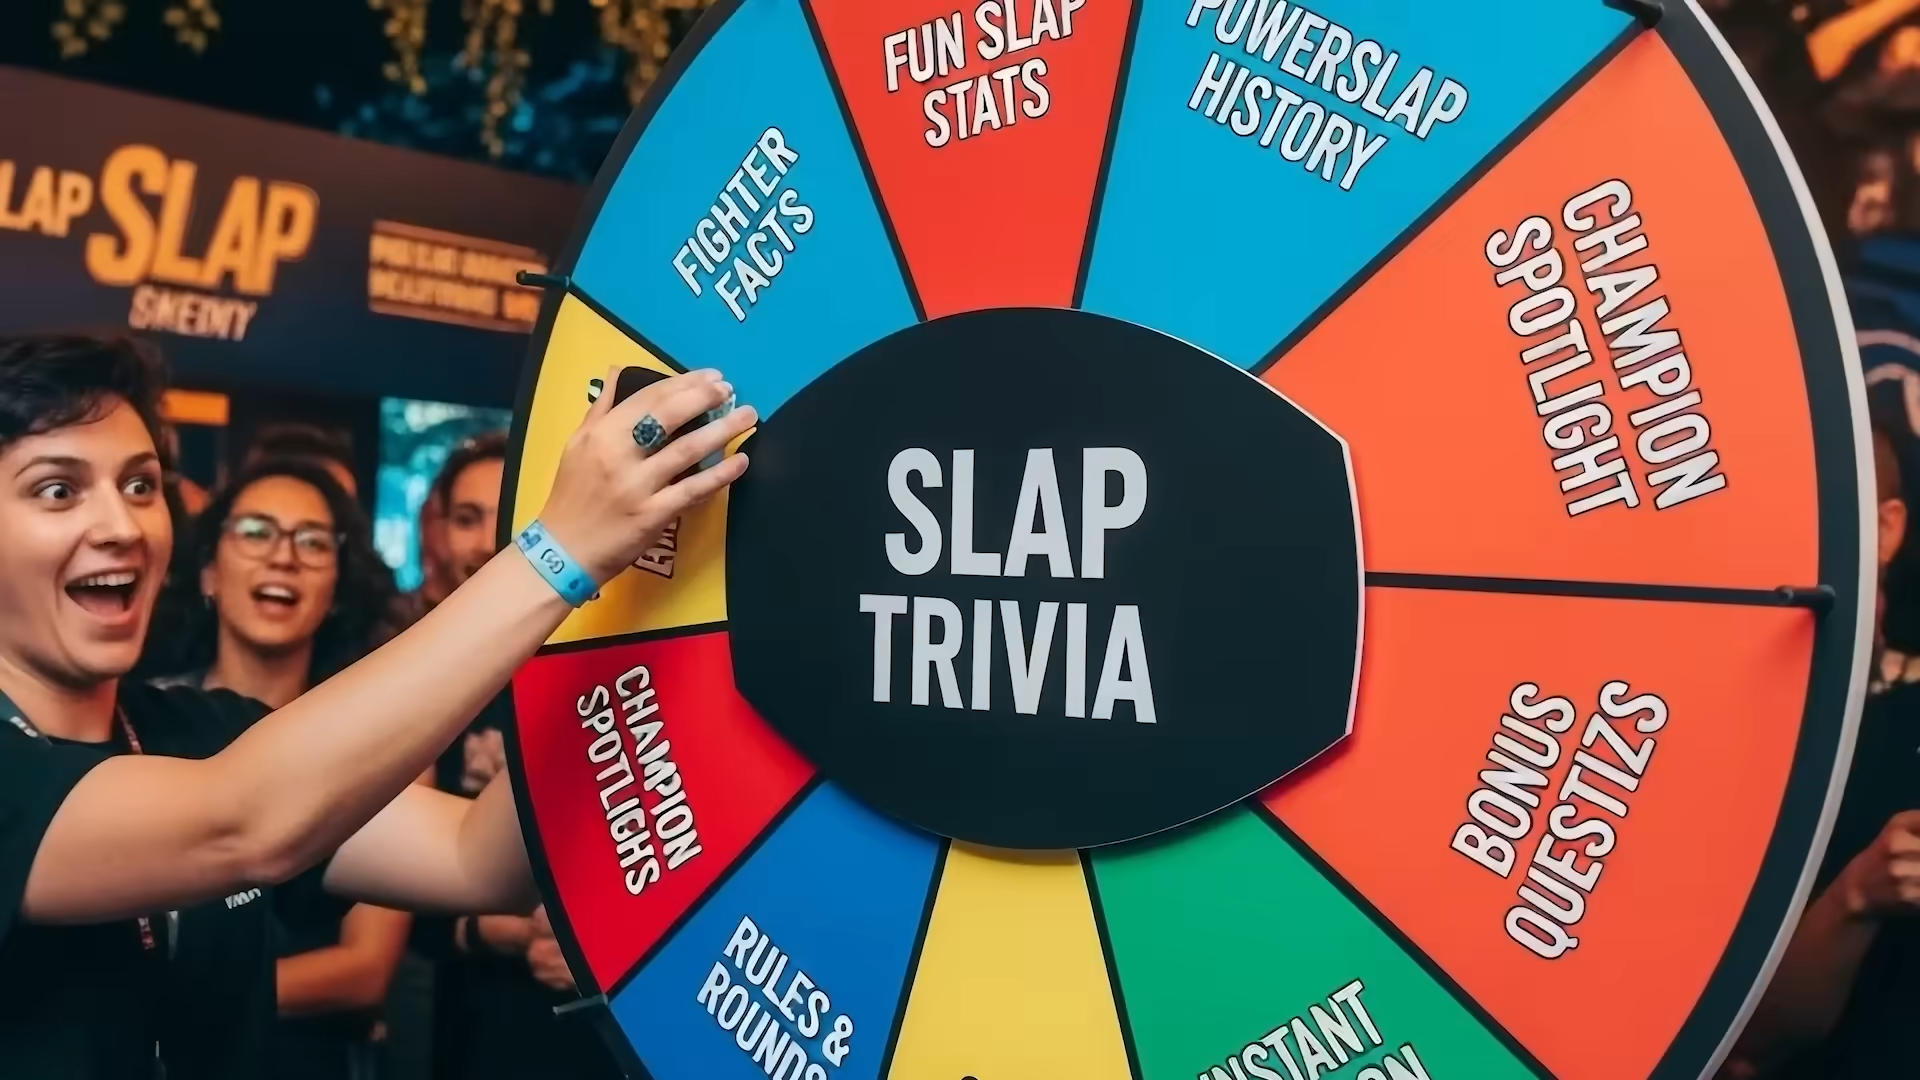 FUN SLAP
STATS
POWERSLAP
HISTORY
FIGHTER
FACTS
CHAMPION
SPOTLIGHT
SLAP
SLAP
SLAP
TRIVIA
BONUS
QUESTIZS
CHAMPION
SPOTLIGHS
RULES &
ROUNDS
INSTANT